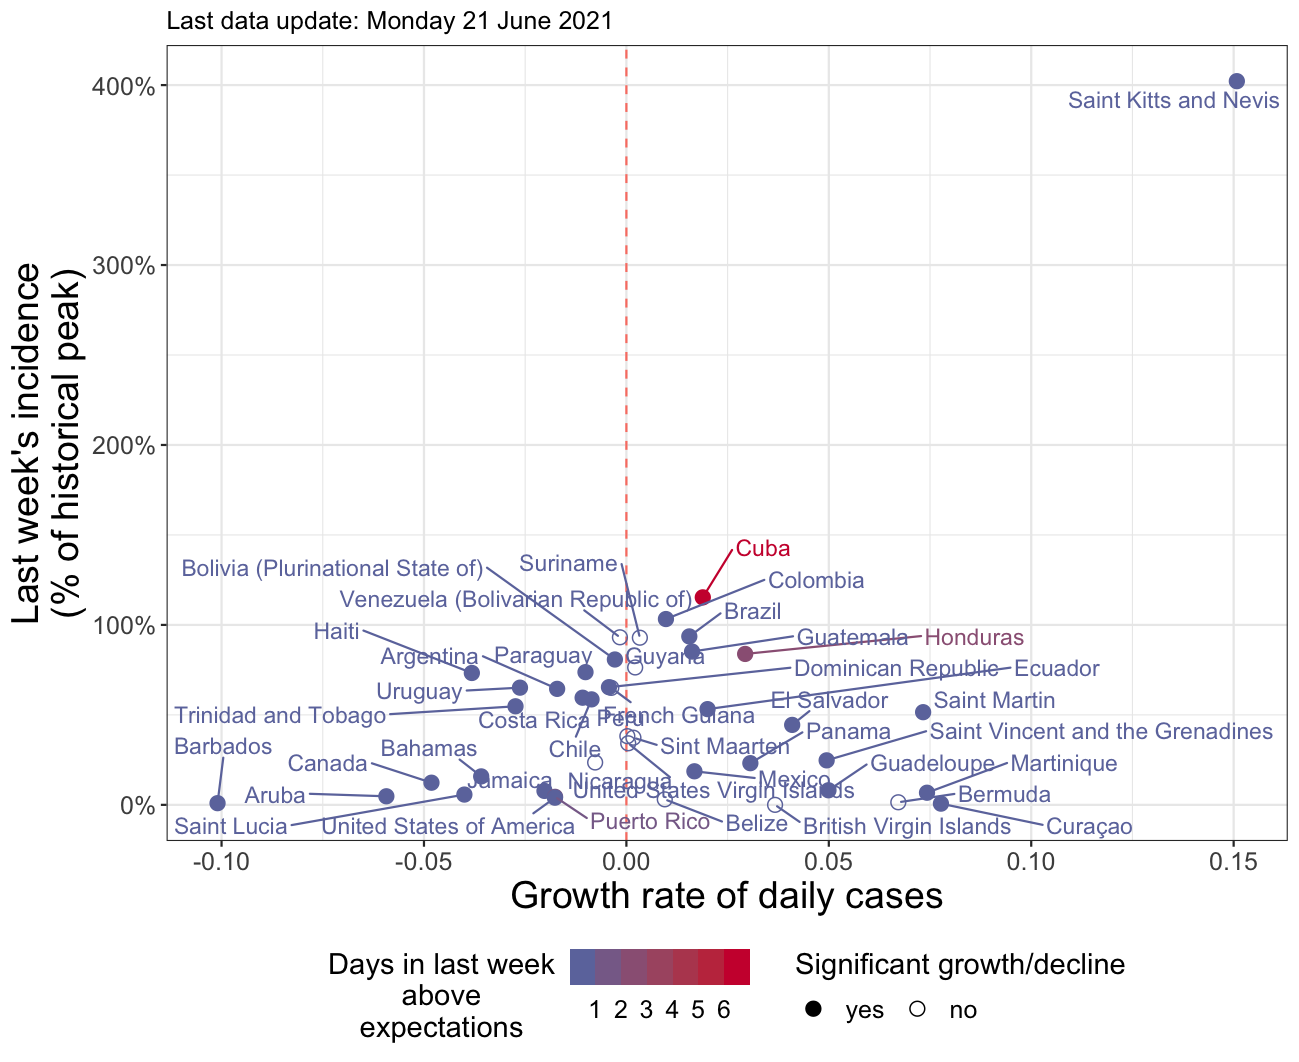 Last data update: Monday 21 June 2021
400%
Saint Kitts and Nevis
300%
Last week's incidence
(% of historical peak)
200%
Cuba
Suriname
Bolivia (Plurinational State of)
Colombia
Venezuela (Bolivarian Republic of)
Brazil
100%
Haiti
Guatemala
Honduras
Argentina
Paraguay
Guyana
Dominican Republic
Ecuador
Uruguay
El Salvador
Saint Martin
Trinidad and Tobago
Costa Rica
Peru
French Guiana
Panama
Saint Vincent and the Grenadines
Barbados
Bahamas
Chile
Sint Maarten
Canada
Guadeloupe
Martinique
Jamaica
Nicaragua
Mexico
United States Virgin Islands
Aruba
Bermuda
0%
Saint Lucia
United States of America
Puerto Rico
Belize
British Virgin Islands
Curaçao
-0.10
-0.05
0.00
0.05
0.10
0.15
Growth rate of daily cases
Days in last week
above
expectations
1 2 3 4 5 6
Significant growth/decline
yes
no